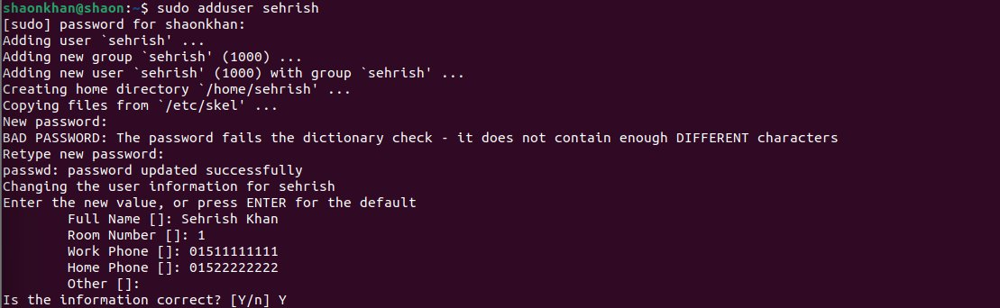 shaonkhan@shaon:~$ sudo adduser sehrish
[sudo] password for shaonkhan:
Adding user `sehrish' ...
Adding new group `sehrish' (1000) ...
Adding new user `sehrish' (1000) with group `sehrish' ...
Creating home directory `/home/sehrish' ...
Copying files from `/etc/skel' ...
New password:
BAD PASSWORD: The password fails the dictionary check - it does not contain enough DIFFERENT characters
Retype new password:
passwd: password updated successfully
Changing the user information for sehrish
Enter the new value, or press ENTER for the default
        Full Name []: Sehrish Khan
        Room Number []: 1
        Work Phone []: 01511111111
        Home Phone []: 01522222222
        Other []:
Is the information correct? [Y/n] Y